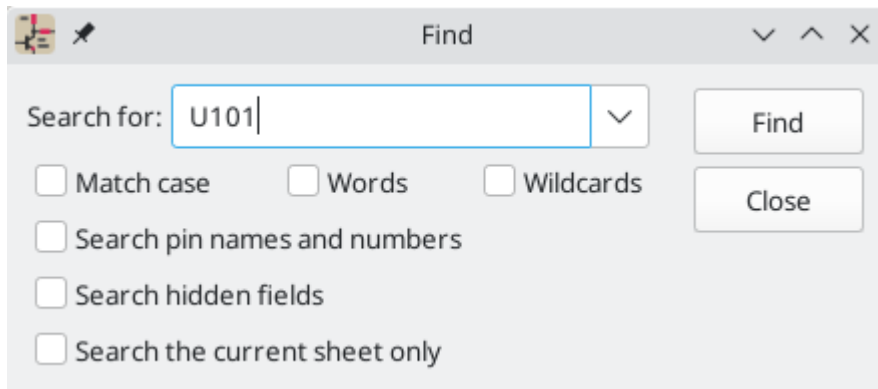 Find
Search for: U101 Find
Match case Words Wildcards
Close
Search pin names and numbers
Search hidden fields
Search the current sheet only